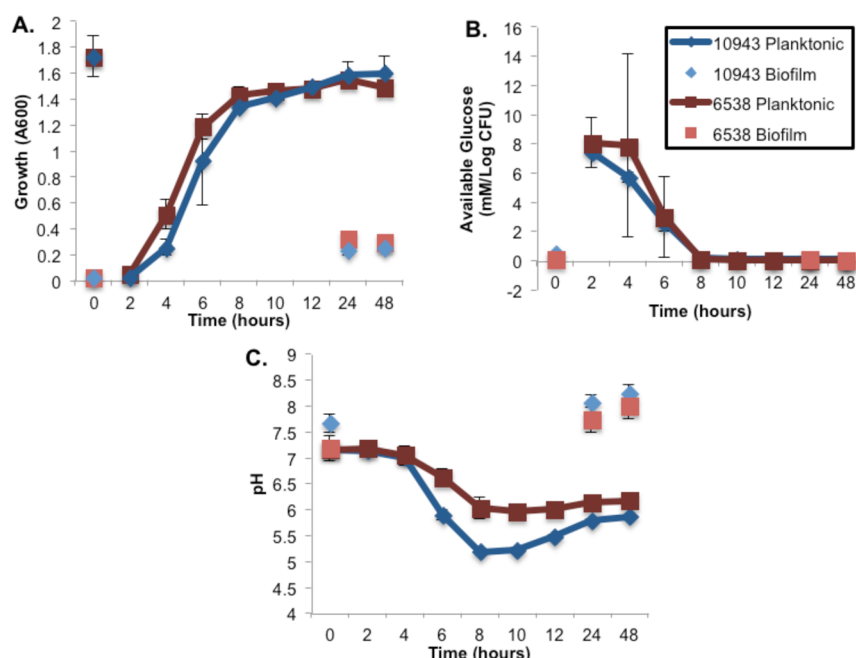 A.
2
1.8
1.6
1.4
1.2
1
0.8
0.6
0.4
0.2
0
Growth (A600)
0 2 4 6 8 10 12 24 48
Time (hours)
B.
16
14
12
10
8
6
4
2
0
-2
Available Glucose
(mM/Log CFU)
10943 Planktonic
10943 Biofilm
6538 Planktonic
6538 Biofilm
0 2 4 6 8 10 12 24 48
Time (hours)
C.
9
8.5
8
7.5
7
6.5
6
5.5
5
4.5
4
pH
0 2 4 6 8 10 12 24 48
Time (hours)